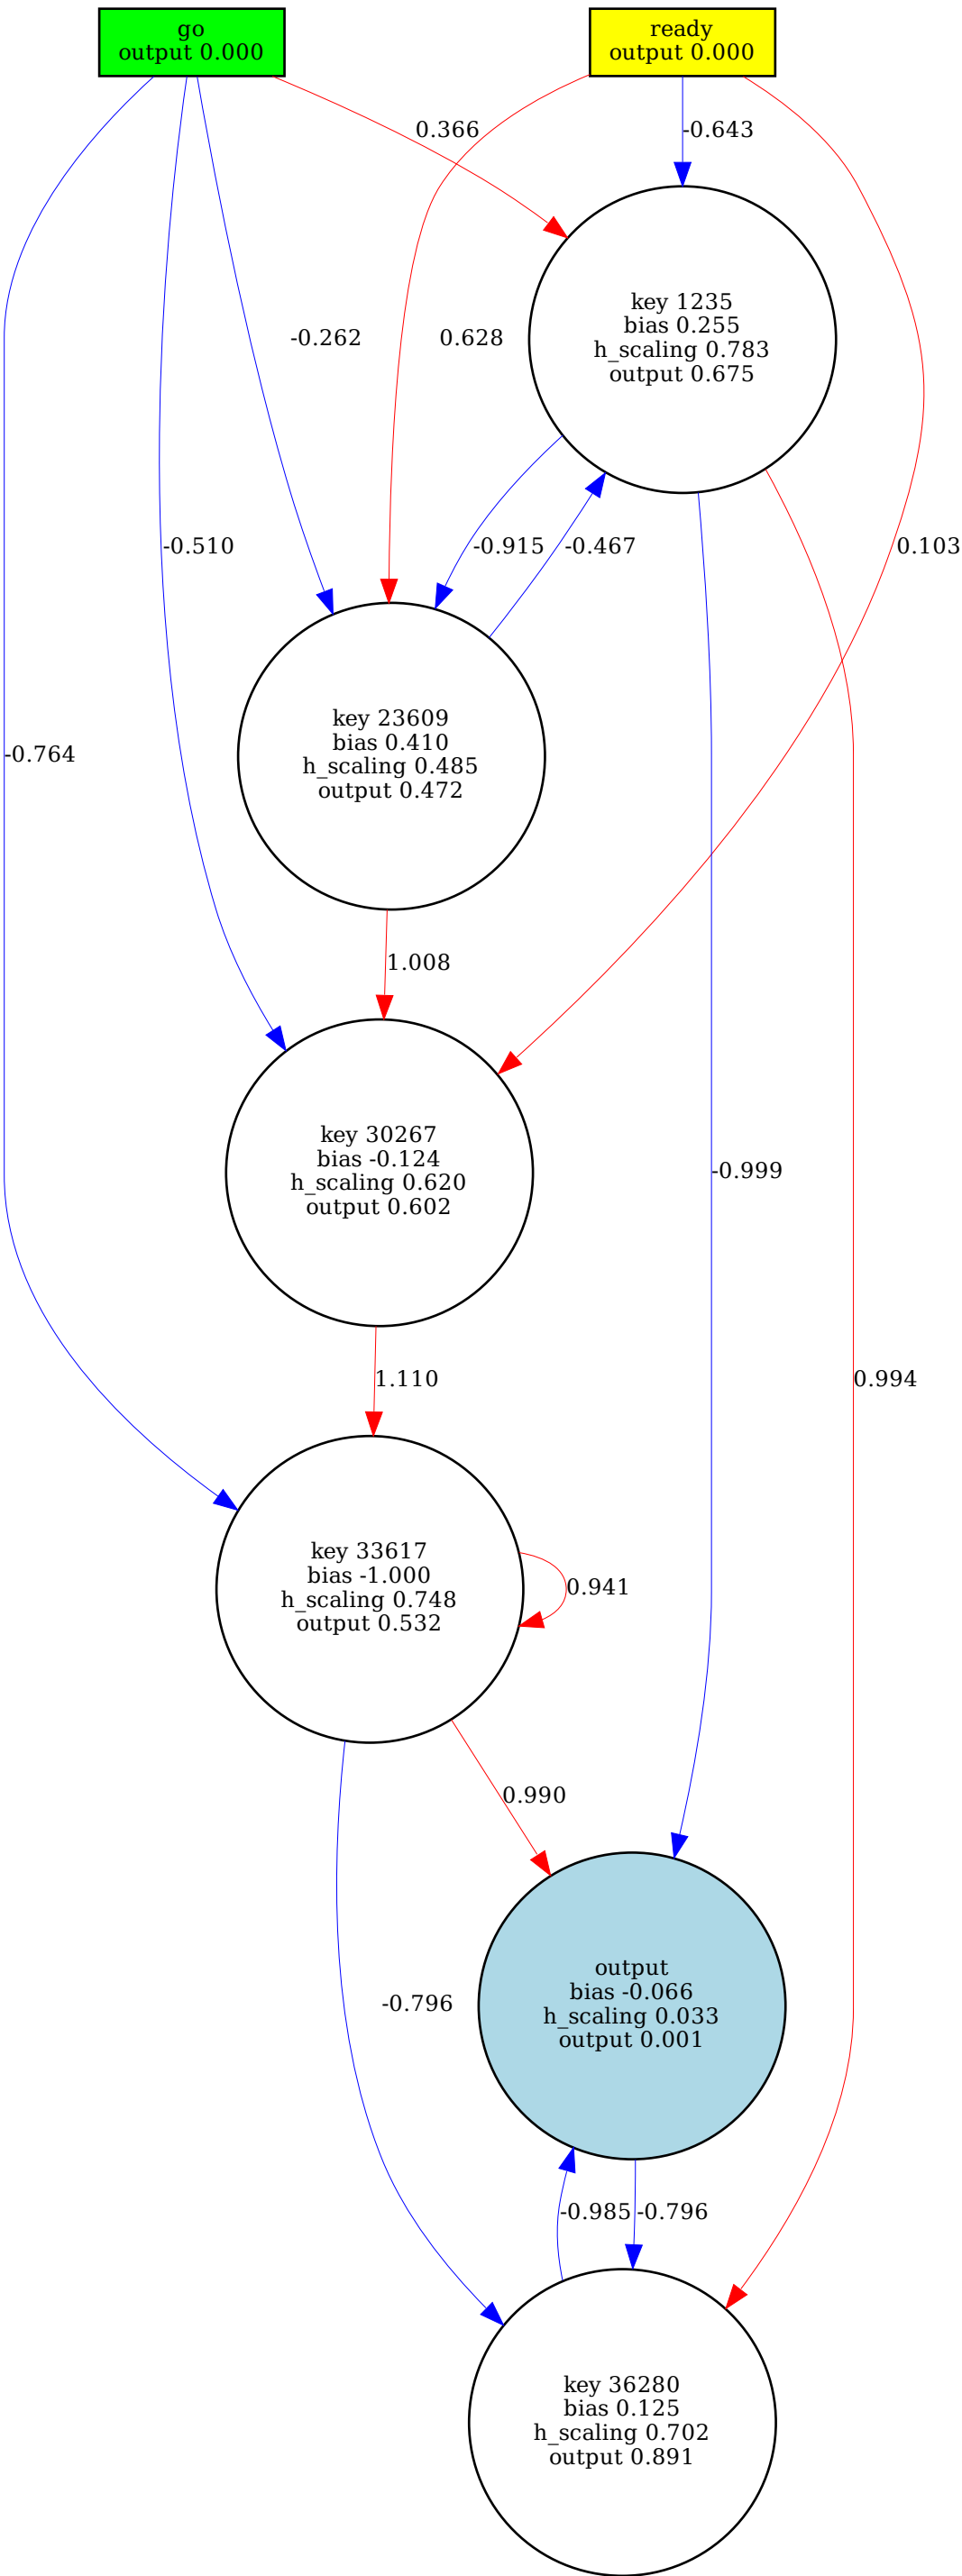 go
output 0.000
ready
output 0.000
0.366
-0.643
key 1235
bias 0.255
h_scaling 0.783
output 0.675
-0.262
0.628
-0.510
-0.915
-0.467
0.103
key 23609
bias 0.410
h_scaling 0.485
output 0.472
-0.764
1.008
key 30267
bias -0.124
h_scaling 0.620
output 0.602
-0.999
1.110
0.994
key 33617
bias -1.000
h_scaling 0.748
output 0.532
0.941
0.990
output
bias -0.066
h_scaling 0.033
output 0.001
-0.796
-0.985
-0.796
key 36280
bias 0.125
h_scaling 0.702
output 0.891